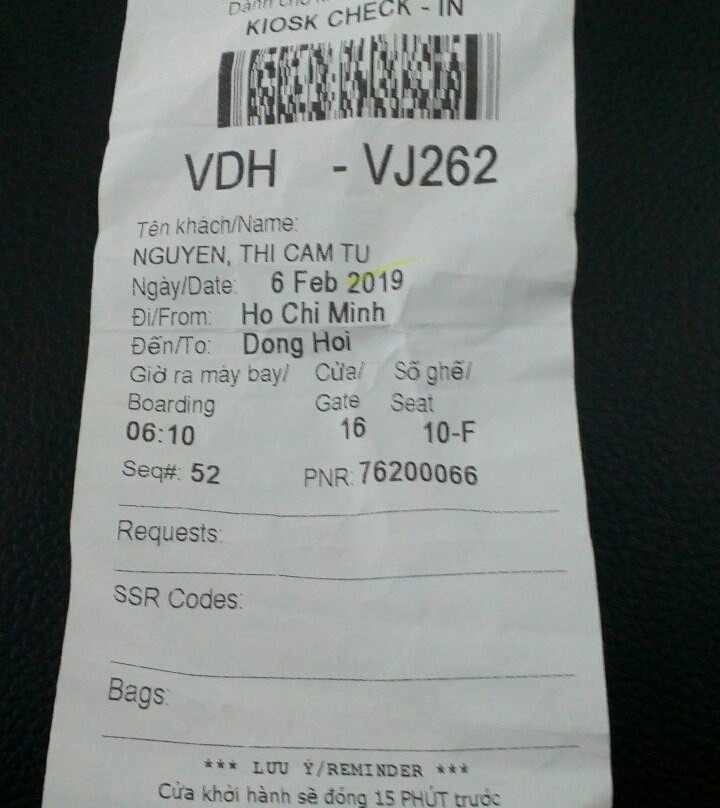 Dành cho
KIOSK CHECK - IN
VDH - VJ262
Tên khách/Name:
NGUYEN, THI CAM TU
Ngày/Date: 6 Feb 2019
Đi/From: Ho Chi Minh
Đến/To: Dong Hoi
Giờ ra máy bay/ Cửa/ Số ghế/
Boarding Gate Seat
06:10 16 10-F
Seq#: 52 PNR: 76200066
Requests:
SSR Codes:
Bags:
*** LƯU Ý/REMINDER ***
Cửa khởi hành sẽ đóng 15 PHÚT trước